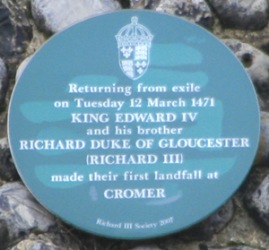 Returning from exile
on Tuesday 12 March 1471
KING EDWARD IV
and his brother
RICHARD DUKE OF GLOUCESTER
(RICHARD III)
made their first landfall at
CROMER
Richard III Society 2002